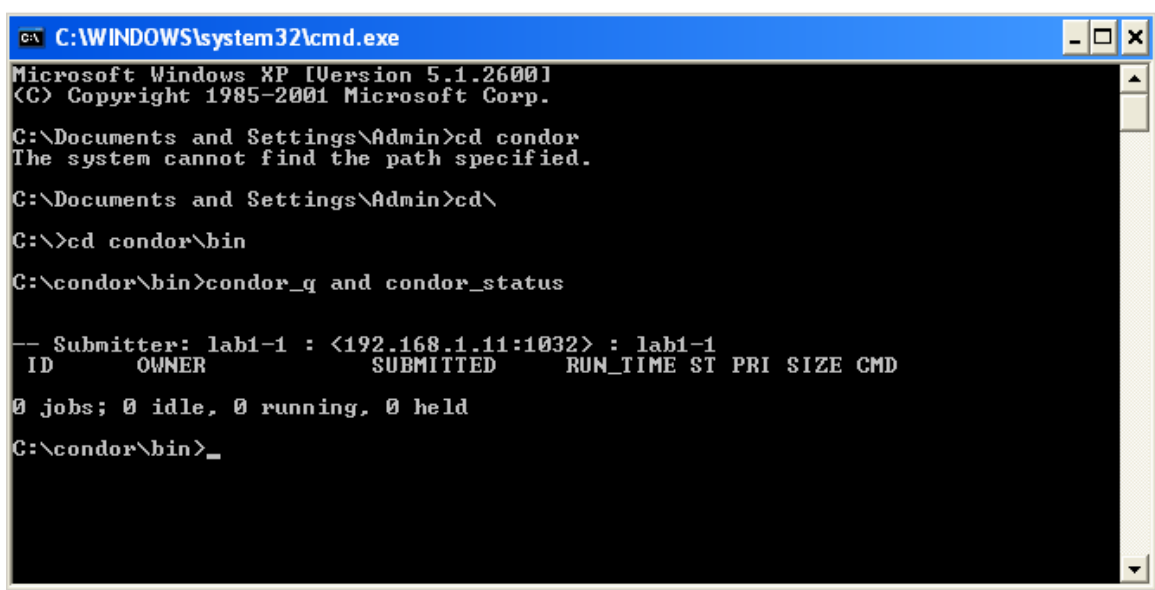 C:\WINDOWS\system32\cmd.exe
Microsoft Windows XP [Version 5.1.2600]
(C) Copyright 1985-2001 Microsoft Corp.
C:\Documents and Settings\Admin>cd condor
The system cannot find the path specified.
C:\Documents and Settings\Admin>cd\
C:\>cd condor\bin
C:\condor\bin>condor_q and condor_status
-- Submitter: lab1-1 : <192.168.1.11:1032> : lab1-1
ID OWNER SUBMITTED RUN_TIME ST PRI SIZE CMD
0 jobs; 0 idle, 0 running, 0 held
C:\condor\bin>_